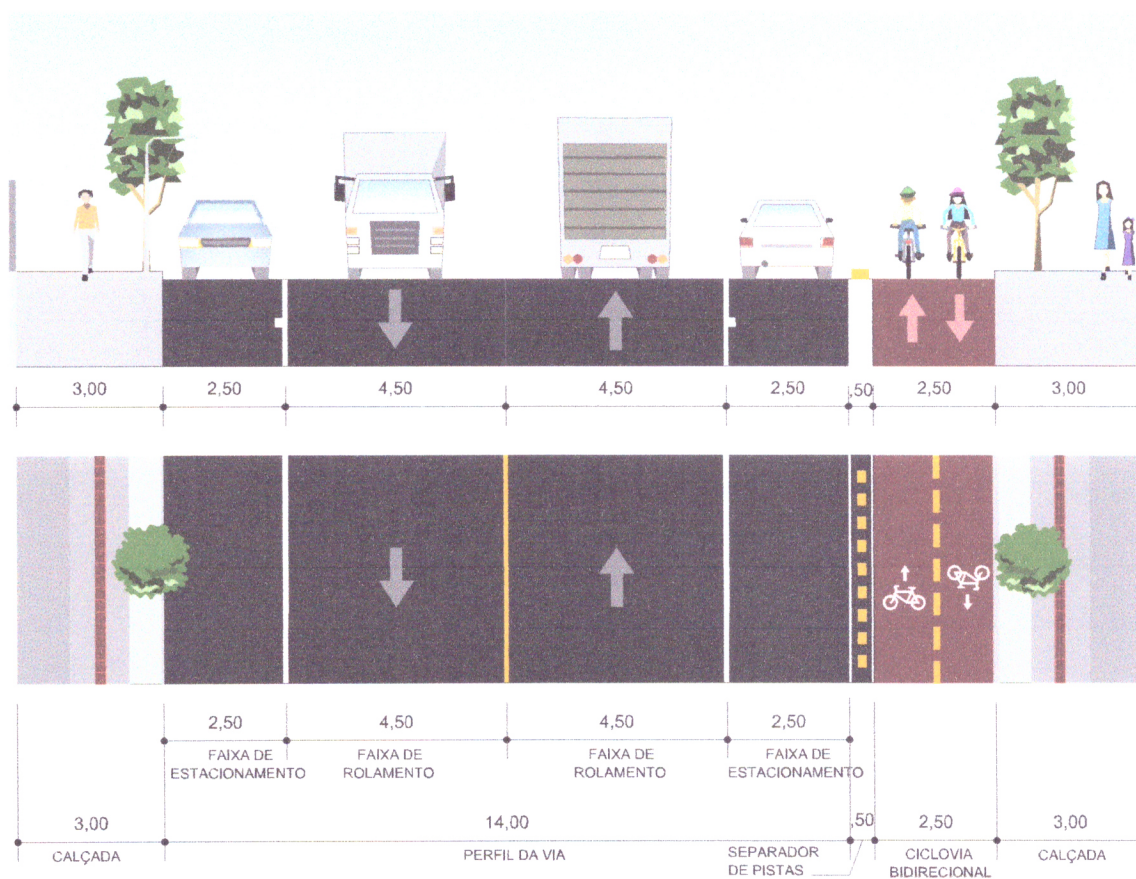 3,00 2,50 4,50 4,50 2,50 ,50 2,50 3,00
2,50 4,50 4,50 2,50
FAIXA DE ESTACIONAMENTO
FAIXA DE ROLAMENTO
FAIXA DE ROLAMENTO
FAIXA DE ESTACIONAMENTO
3,00 14,00 ,50 2,50 3,00
CALÇADA
PERFIL DA VIA
SEPARADOR
DE PISTAS
CICLOVIA
BIDIRECIONAL
CALÇADA